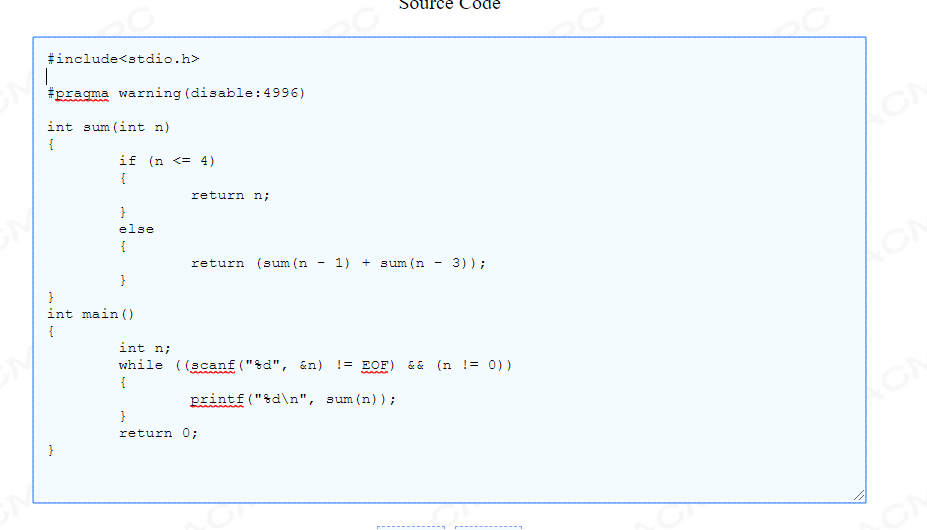 Source Code
#include<stdio.h>
#pragma warning(disable:4996)
int sum(int n)
{
if (n <= 4)
{
return n;
}
else
{
return (sum(n - 1) + sum(n - 3));
}
}
int main()
{
int n;
while ((scanf("%d", &n) != EOF) && (n != 0))
{
printf("%d\n", sum(n));
}
return 0;
}